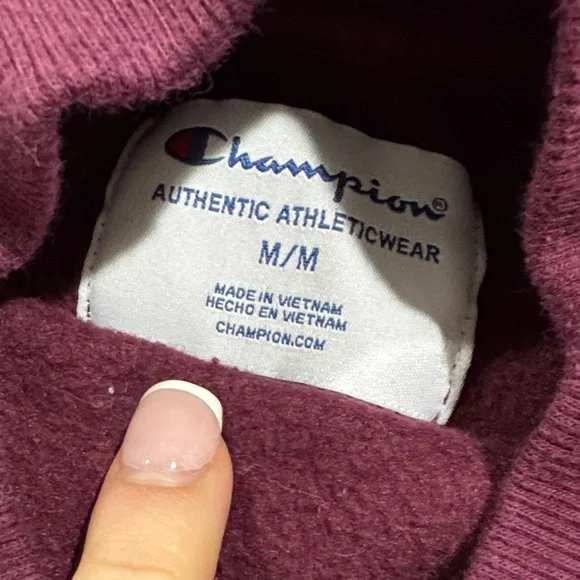 Champion®
AUTHENTIC ATHLETICWEAR
M/M
MADE IN VIETNAM
HECHO EN VIETNAM
CHAMPION.COM